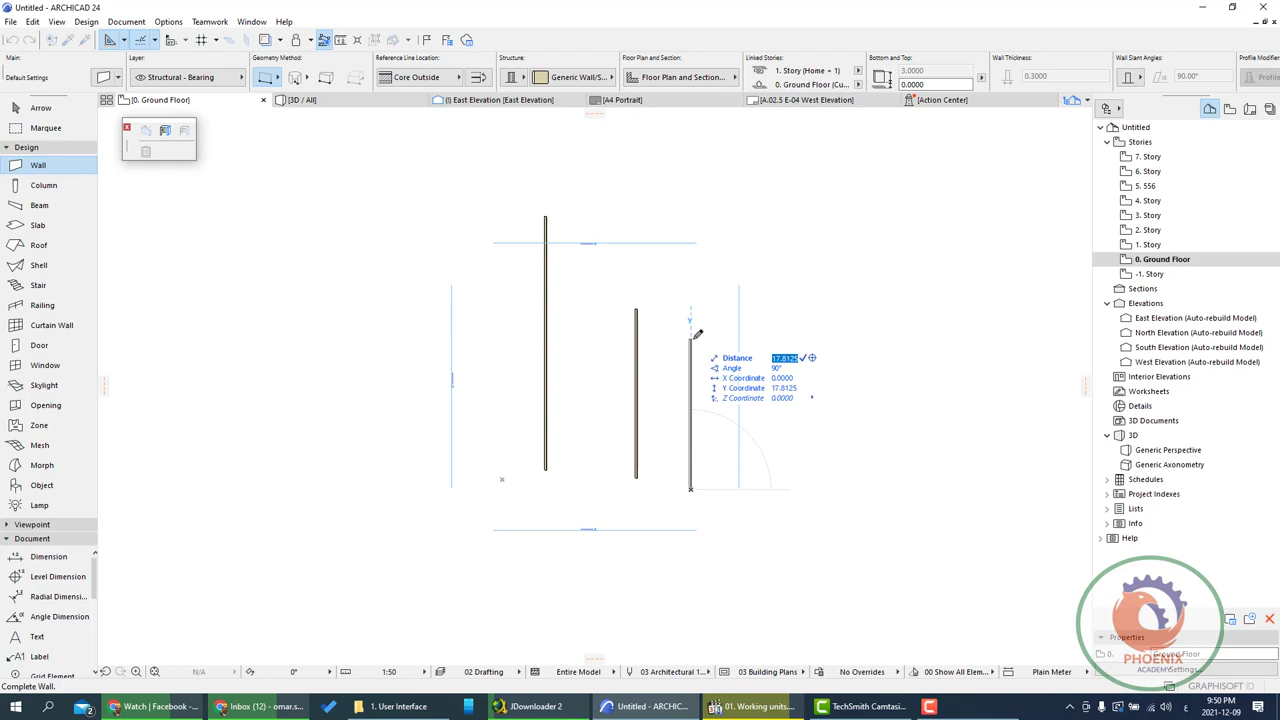 Untitled - ARCHICAD 24
File Edit View Design Document Options Teamwork Window Help
Main: Layer: Geometry Method: Reference Line Location: Structure: Floor Plan and Section: Linked Stories: Bottom and Top: Wall Thickness: Wall Slant Angles: Profile Modifie
Default Settings
Structural - Bearing
Core Outside
Generic Wall/S...
Floor Plan and Section...
1. Story (Home + 1)
0. Ground Floor (Cu...
3.0000
0.0000
0.3000
90.00°
[0. Ground Floor]
[3D / All]
(I) East Elevation [East Elevation]
[A4 Portrait]
[A.02.5 E-04 West Elevation]
[Action Center]
Arrow
Marquee
Design
Wall
Column
Beam
Slab
Roof
Shell
Stair
Railing
Curtain Wall
Door
Window
Skylight
Opening
Zone
Mesh
Morph
Object
Lamp
Viewpoint
Document
Dimension
Level Dimension
Radial Dimensi...
Angle Dimension
Text
Label
Grid Element
Y
Distance 17.8125
Angle 90°
X Coordinate 0.0000
Y Coordinate 17.8125
Z Coordinate 0.0000
Untitled
Stories
7. Story
6. Story
5. 556
4. Story
3. Story
2. Story
1. Story
0. Ground Floor
-1. Story
Sections
Elevations
East Elevation (Auto-rebuild Model)
North Elevation (Auto-rebuild Model)
South Elevation (Auto-rebuild Model)
West Elevation (Auto-rebuild Model)
Interior Elevations
Worksheets
Details
3D Documents
3D
Generic Perspective
Generic Axonometry
Schedules
Project Indexes
Lists
Info
Help
Properties
0. Ground Floor
Settings...
PHOENIX
ACADEMY
GRAPHISOFT
N/A 0° 1:50 Entire Model 04 Architectural 1... 03 Building Plans No Overrides 00 Show All Elem... Plain Meter
Complete Wall.
Watch | Facebook -...
Inbox (12) - omar.s...
1. User Interface
JDownloader 2
Untitled - ARCHICA...
01. Working units....
TechSmith Camtasi...
9:50 PM
2021-12-09